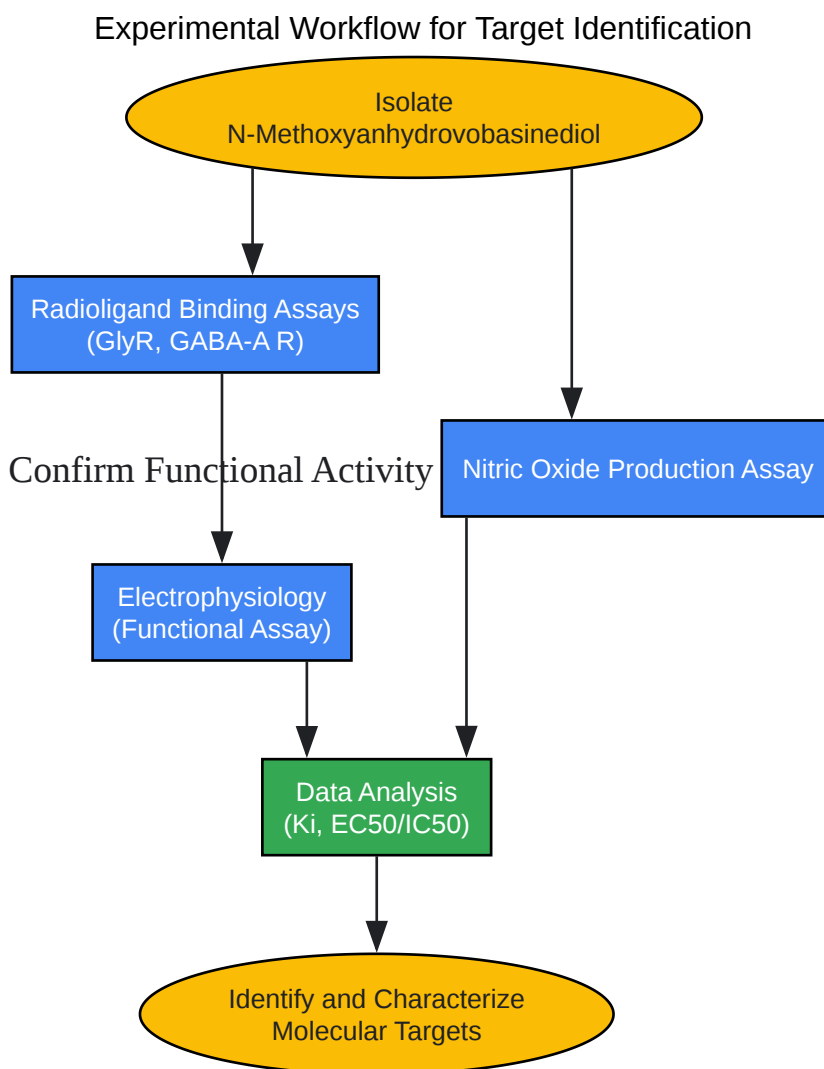 Experimental Workflow for Target Identification
Isolate
N-Methoxyanhydrovobasinediol
Radioligand Binding Assays
(GlyR, GABA-A R)
Confirm Functional Activity
Nitric Oxide Production Assay
Electrophysiology
(Functional Assay)
Data Analysis
(Ki, EC50/IC50)
Identify and Characterize
Molecular Targets